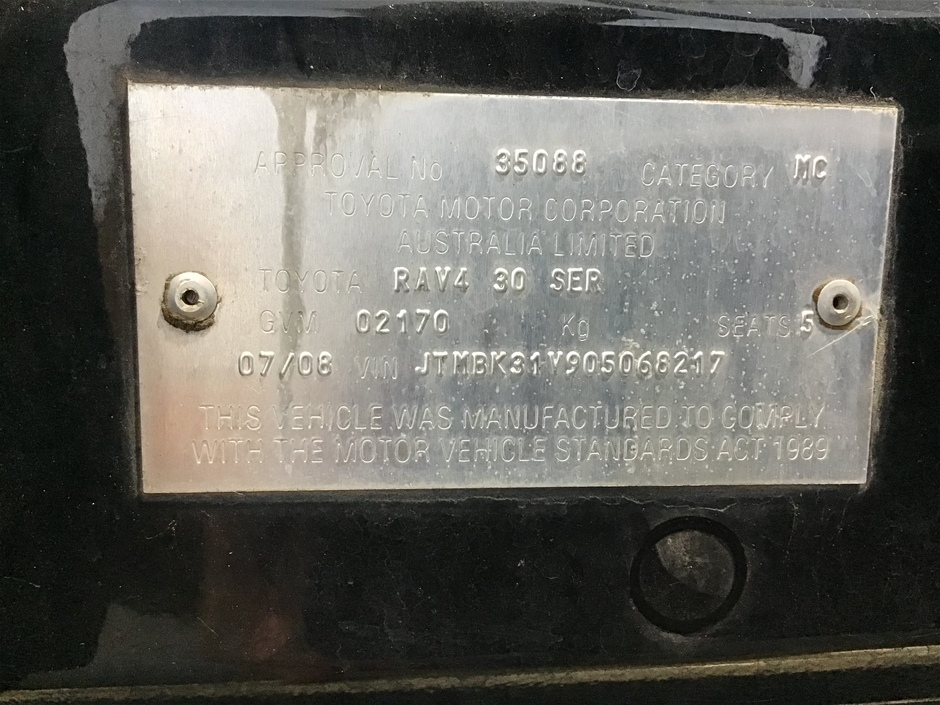 APPROVAL No 35088 CATEGORY MC
TOYOTA MOTOR CORPORATION
AUSTRALIA LIMITED
TOYOTA RAV4 30 SER
GVM 02170 Kg SEATS 5
07/08 VIN JTMBK31V905068217
THIS VEHICLE WAS MANUFACTURED TO COMPLY
WITH THE MOTOR VEHICLE STANDARDS ACT 1989